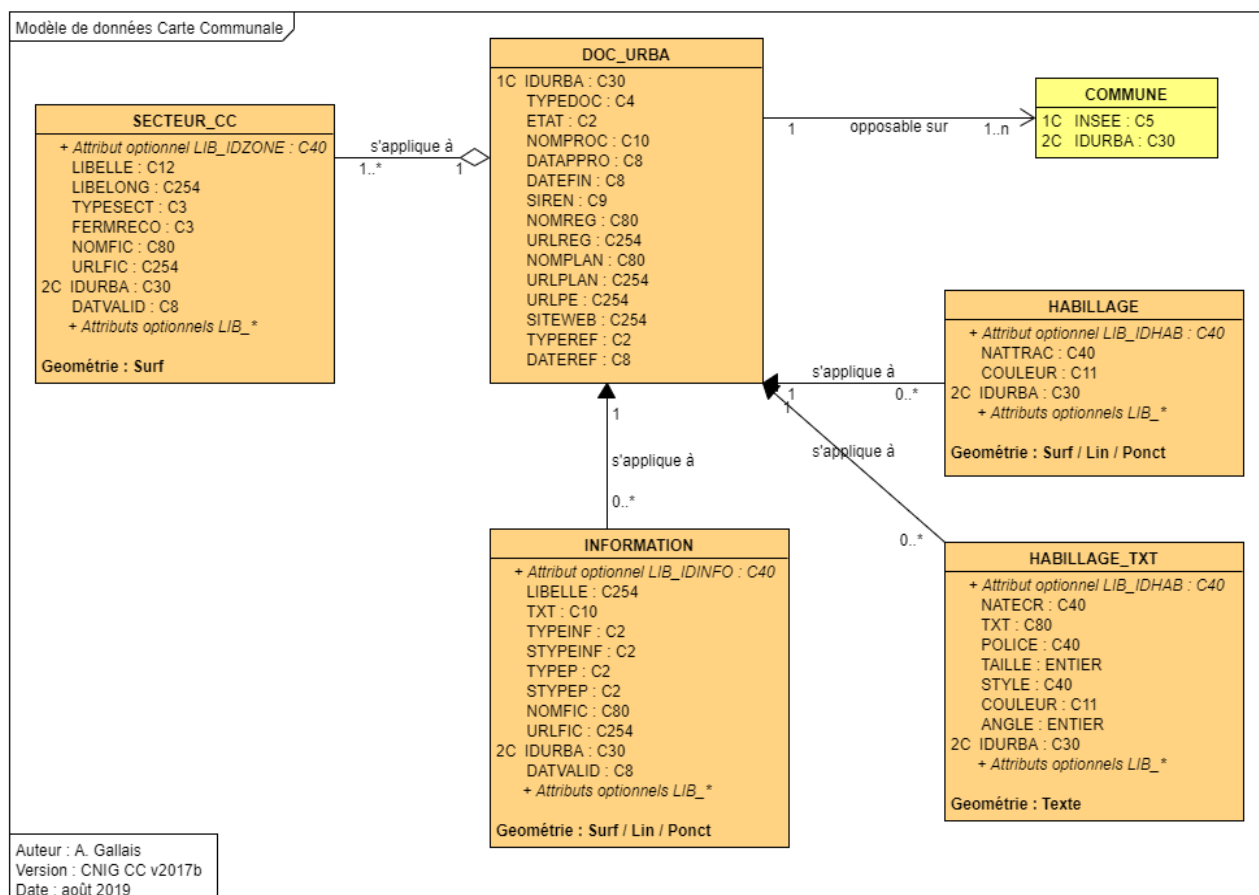 Modèle de données Carte Communale
DOC_URBA
1C IDURBA : C30
TYPEDOC : C4
ETAT : C2
NOMPROC : C10
DATAPPRO : C8
DATEFIN : C8
SIREN : C9
NOMREG : C80
URLREG : C254
NOMPLAN : C80
URLPLAN : C254
URLPE : C254
SITEWEB : C254
TYPEREF : C2
DATEREF : C8
COMMUNE
1C INSEE : C5
2C IDURBA : C30
1 opposable sur 1..n
SECTEUR_CC
+ Attribut optionnel LIB_IDZONE : C40
LIBELLE : C12
LIBELONG : C254
TYPESECT : C3
FERMRECO : C3
NOMFIC : C80
URLFIC : C254
2C IDURBA : C30
DATVALID : C8
+ Attributs optionnels LIB_*
Geométrie : Surf
s'applique à
1..* 1
HABILLAGE
+ Attribut optionnel LIB_IDHAB : C40
NATTRAC : C40
COULEUR : C11
2C IDURBA : C30
+ Attributs optionnels LIB_*
Geométrie : Surf / Lin / Ponct
s'applique à
1 0..*
1
s'applique à
0..*
1
s'applique à
0..*
INFORMATION
+ Attribut optionnel LIB_IDINFO : C40
LIBELLE : C254
TXT : C10
TYPEINF : C2
STYPEINF : C2
TYPEP : C2
STYPEP : C2
NOMFIC : C80
URLFIC : C254
2C IDURBA : C30
DATVALID : C8
+ Attributs optionnels LIB_*
Geométrie : Surf / Lin / Ponct
HABILLAGE_TXT
+ Attribut optionnel LIB_IDHAB : C40
NATECR : C40
TXT : C80
POLICE : C40
TAILLE : ENTIER
STYLE : C40
COULEUR : C11
ANGLE : ENTIER
2C IDURBA : C30
+ Attributs optionnels LIB_*
Geométrie : Texte
Auteur : A. Gallais
Version : CNIG CC v2017b
Date : août 2019